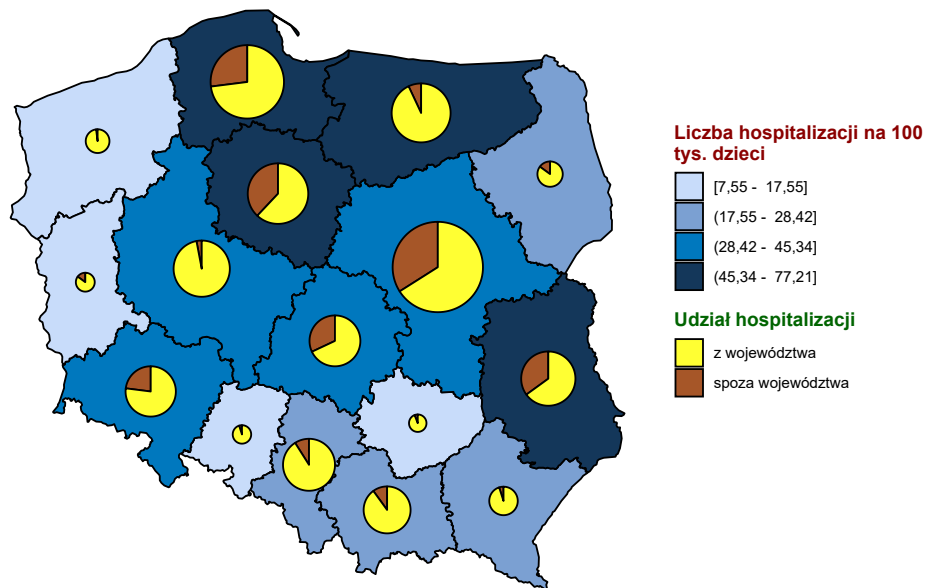 Liczba hospitalizacji na 100
tys. dzieci
[7,55 - 17,55]
(17,55 - 28,42]
(28,42 - 45,34]
(45,34 - 77,21]
Udział hospitalizacji
z województwa
spoza województwa